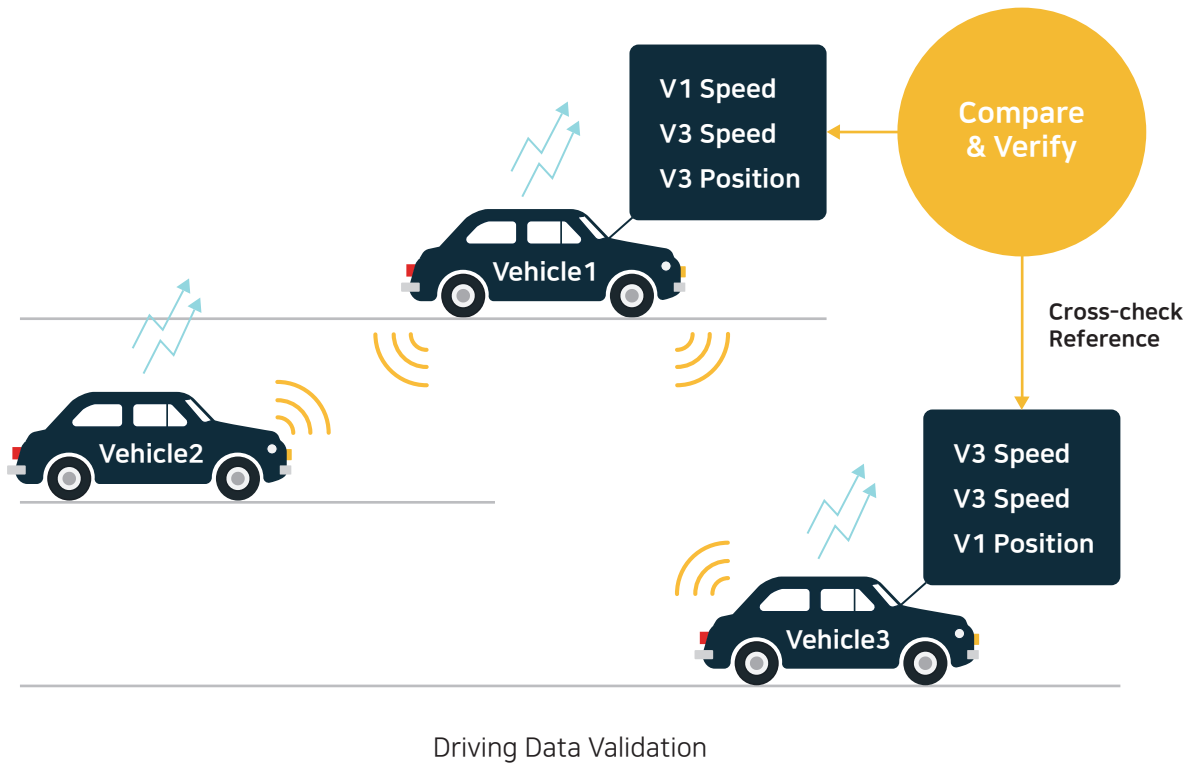 V1 Speed
V3 Speed
V3 Position
Compare
& Verify
Vehicle1
Cross-check
Reference
Vehicle2
V3 Speed
V3 Speed
V1 Position
Vehicle3
Driving Data Validation